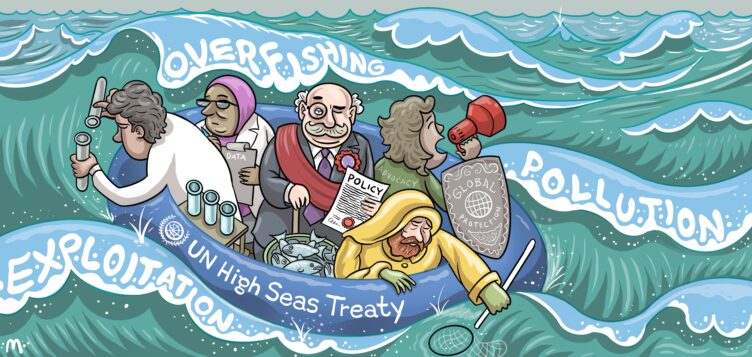 OVERFISHING
DATA
POLICY
ADVOCACY
GLOBAL
PROTECTION
POLLUTION
EXPLOITATION
UN High Seas Treaty
m